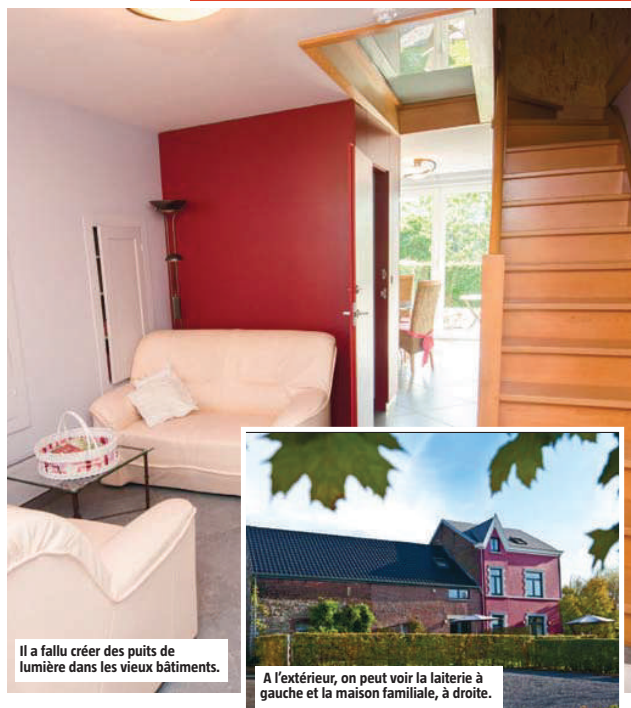 Il a fallu créer des puits de
lumière dans les vieux bâtiments.
A l'extérieur, on peut voir la laiterie à
gauche et la maison familiale, à droite.